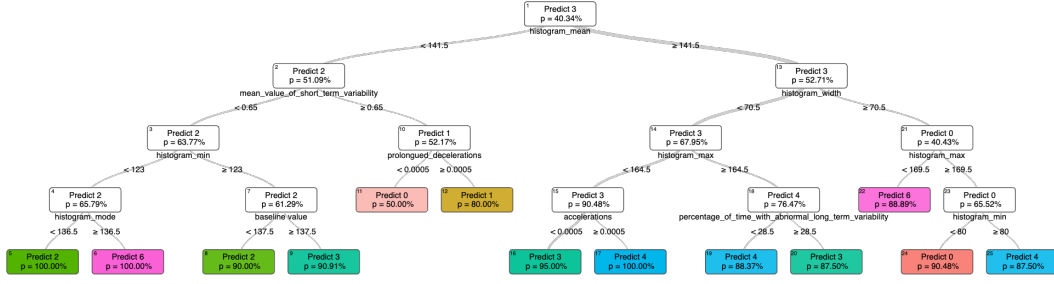 1
Predict 3
p = 40.34%
histogram_mean
< 141.5
≥ 141.5
2
Predict 2
p = 51.09%
mean_value_of_short_term_variability
13
Predict 3
p = 52.71%
histogram_width
< 0.65
≥ 0.65
< 70.5
≥ 70.5
3
Predict 2
p = 63.77%
histogram_min
10
Predict 1
p = 52.17%
prolongued_decelerations
14
Predict 3
p = 67.95%
histogram_max
21
Predict 0
p = 40.43%
histogram_max
< 123
≥ 123
< 0.0005
≥ 0.0005
< 164.5
≥ 164.5
< 169.5
≥ 169.5
4
Predict 2
p = 65.79%
histogram_mode
7
Predict 2
p = 61.29%
baseline value
11
Predict 0
p = 50.00%
12
Predict 1
p = 80.00%
15
Predict 3
p = 90.48%
accelerations
18
Predict 4
p = 76.47%
percentage_of_time_with_abnormal_long_term_variability
22
Predict 6
p = 88.89%
23
Predict 0
p = 65.52%
histogram_min
< 136.5
≥ 136.5
< 137.5
≥ 137.5
< 0.0005
≥ 0.0005
< 28.5
≥ 28.5
< 80
≥ 80
5
Predict 2
p = 100.00%
6
Predict 6
p = 100.00%
8
Predict 2
p = 90.00%
9
Predict 3
p = 90.91%
16
Predict 3
p = 95.00%
17
Predict 4
p = 100.00%
19
Predict 4
p = 88.37%
20
Predict 3
p = 87.50%
24
Predict 0
p = 90.48%
25
Predict 4
p = 87.50%